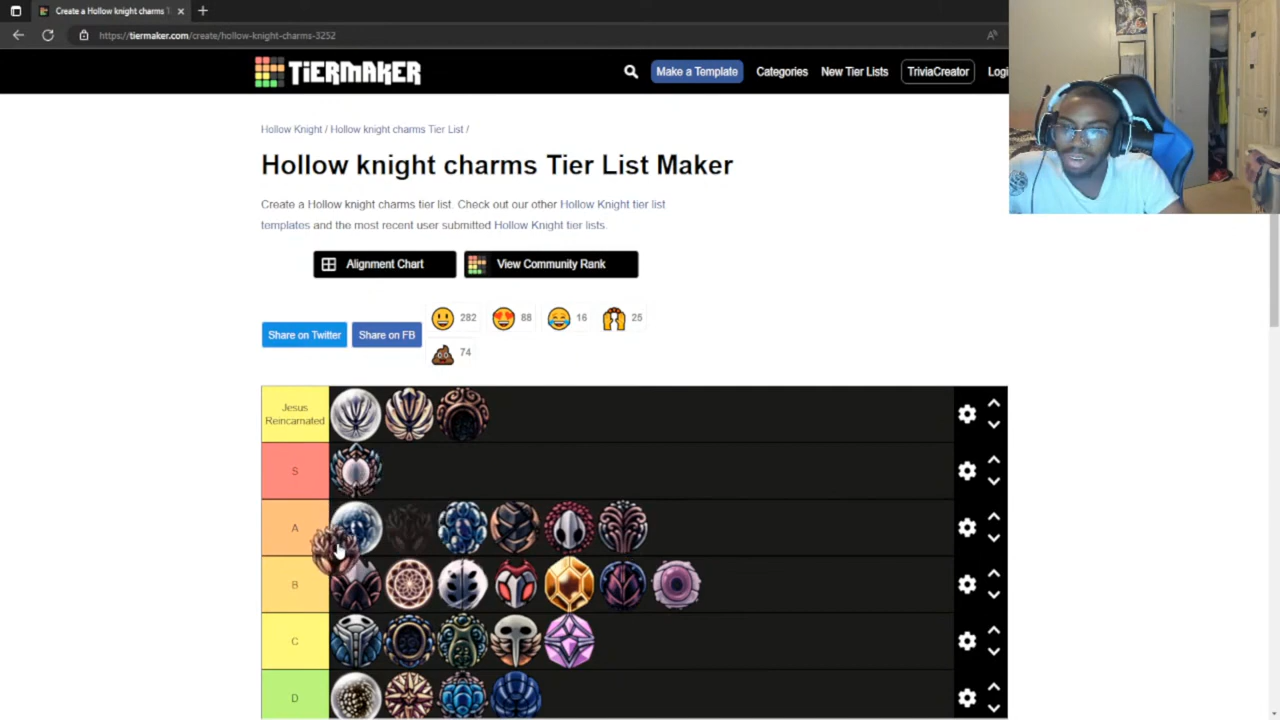 Create a Hollow knight charms T
https://tiermaker.com/create/hollow-knight-charms-3252
TIERMAKER
Make a Template
Categories
New Tier Lists
TriviaCreator
Logi
Hollow Knight / Hollow knight charms Tier List /
Hollow knight charms Tier List Maker
Create a Hollow knight charms tier list. Check out our other Hollow Knight tier list
templates and the most recent user submitted Hollow Knight tier lists.
Alignment Chart
View Community Rank
Share on Twitter
Share on FB
282
88
16
25
74
Jesus
Reincarnated
S
A
B
C
D